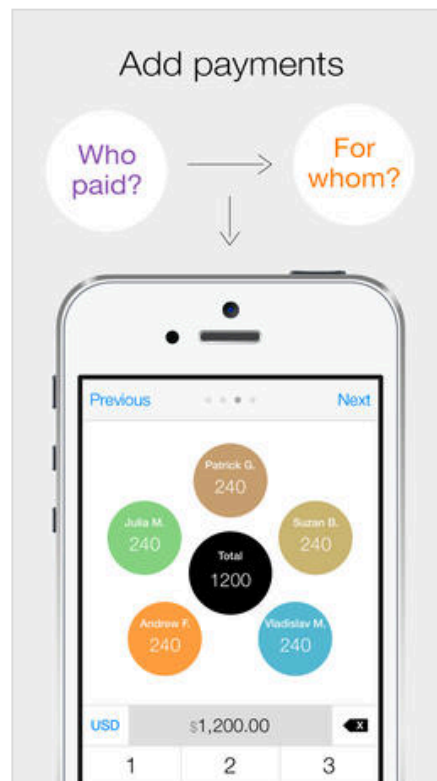 Add payments
Who
paid?
For
whom?
Previous
Next
Patrick G.
240
Julia M.
240
Suzan B.
240
Total
1200
Andrew F.
240
Vladislav M.
240
USD
$1,200.00
X
1 2 3